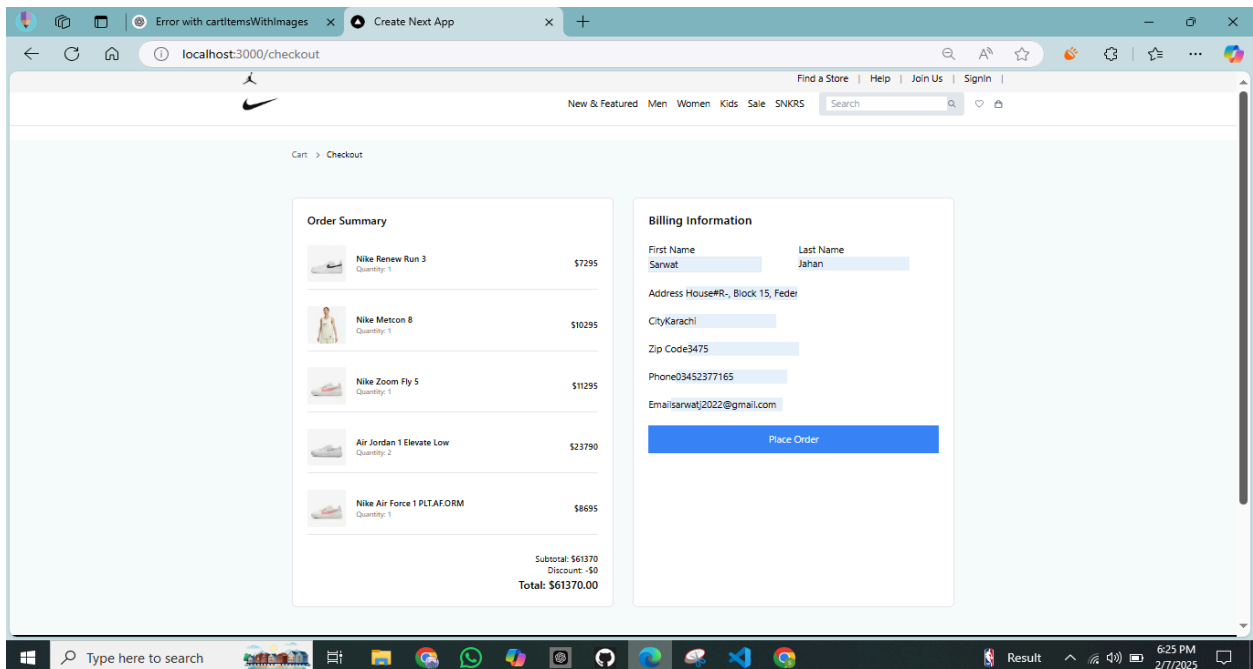 Error with cartItemsWithImages
Create Next App
localhost:3000/checkout
Find a Store | Help | Join Us | SignIn |
New & Featured Men Women Kids Sale SNKRS Search
Cart > Checkout
Order Summary
Nike Renew Run 3
Quantity: 1
$7295
Nike Metcon 8
Quantity: 1
$10295
Nike Zoom Fly 5
Quantity: 1
$11295
Air Jordan 1 Elevate Low
Quantity: 2
$23790
Nike Air Force 1 PLT.AF.ORM
Quantity: 1
$8695
Subtotal: $61370
Discount: -$0
Total: $61370.00
Billing Information
First Name Last Name
Sarwat Jahan
Address House#R-, Block 15, Feder
CityKarachi
Zip Code3475
Phone03452377165
Emailsarwatj2022@gmail.com
Place Order
Type here to search
Result
6:25 PM
2/7/2025